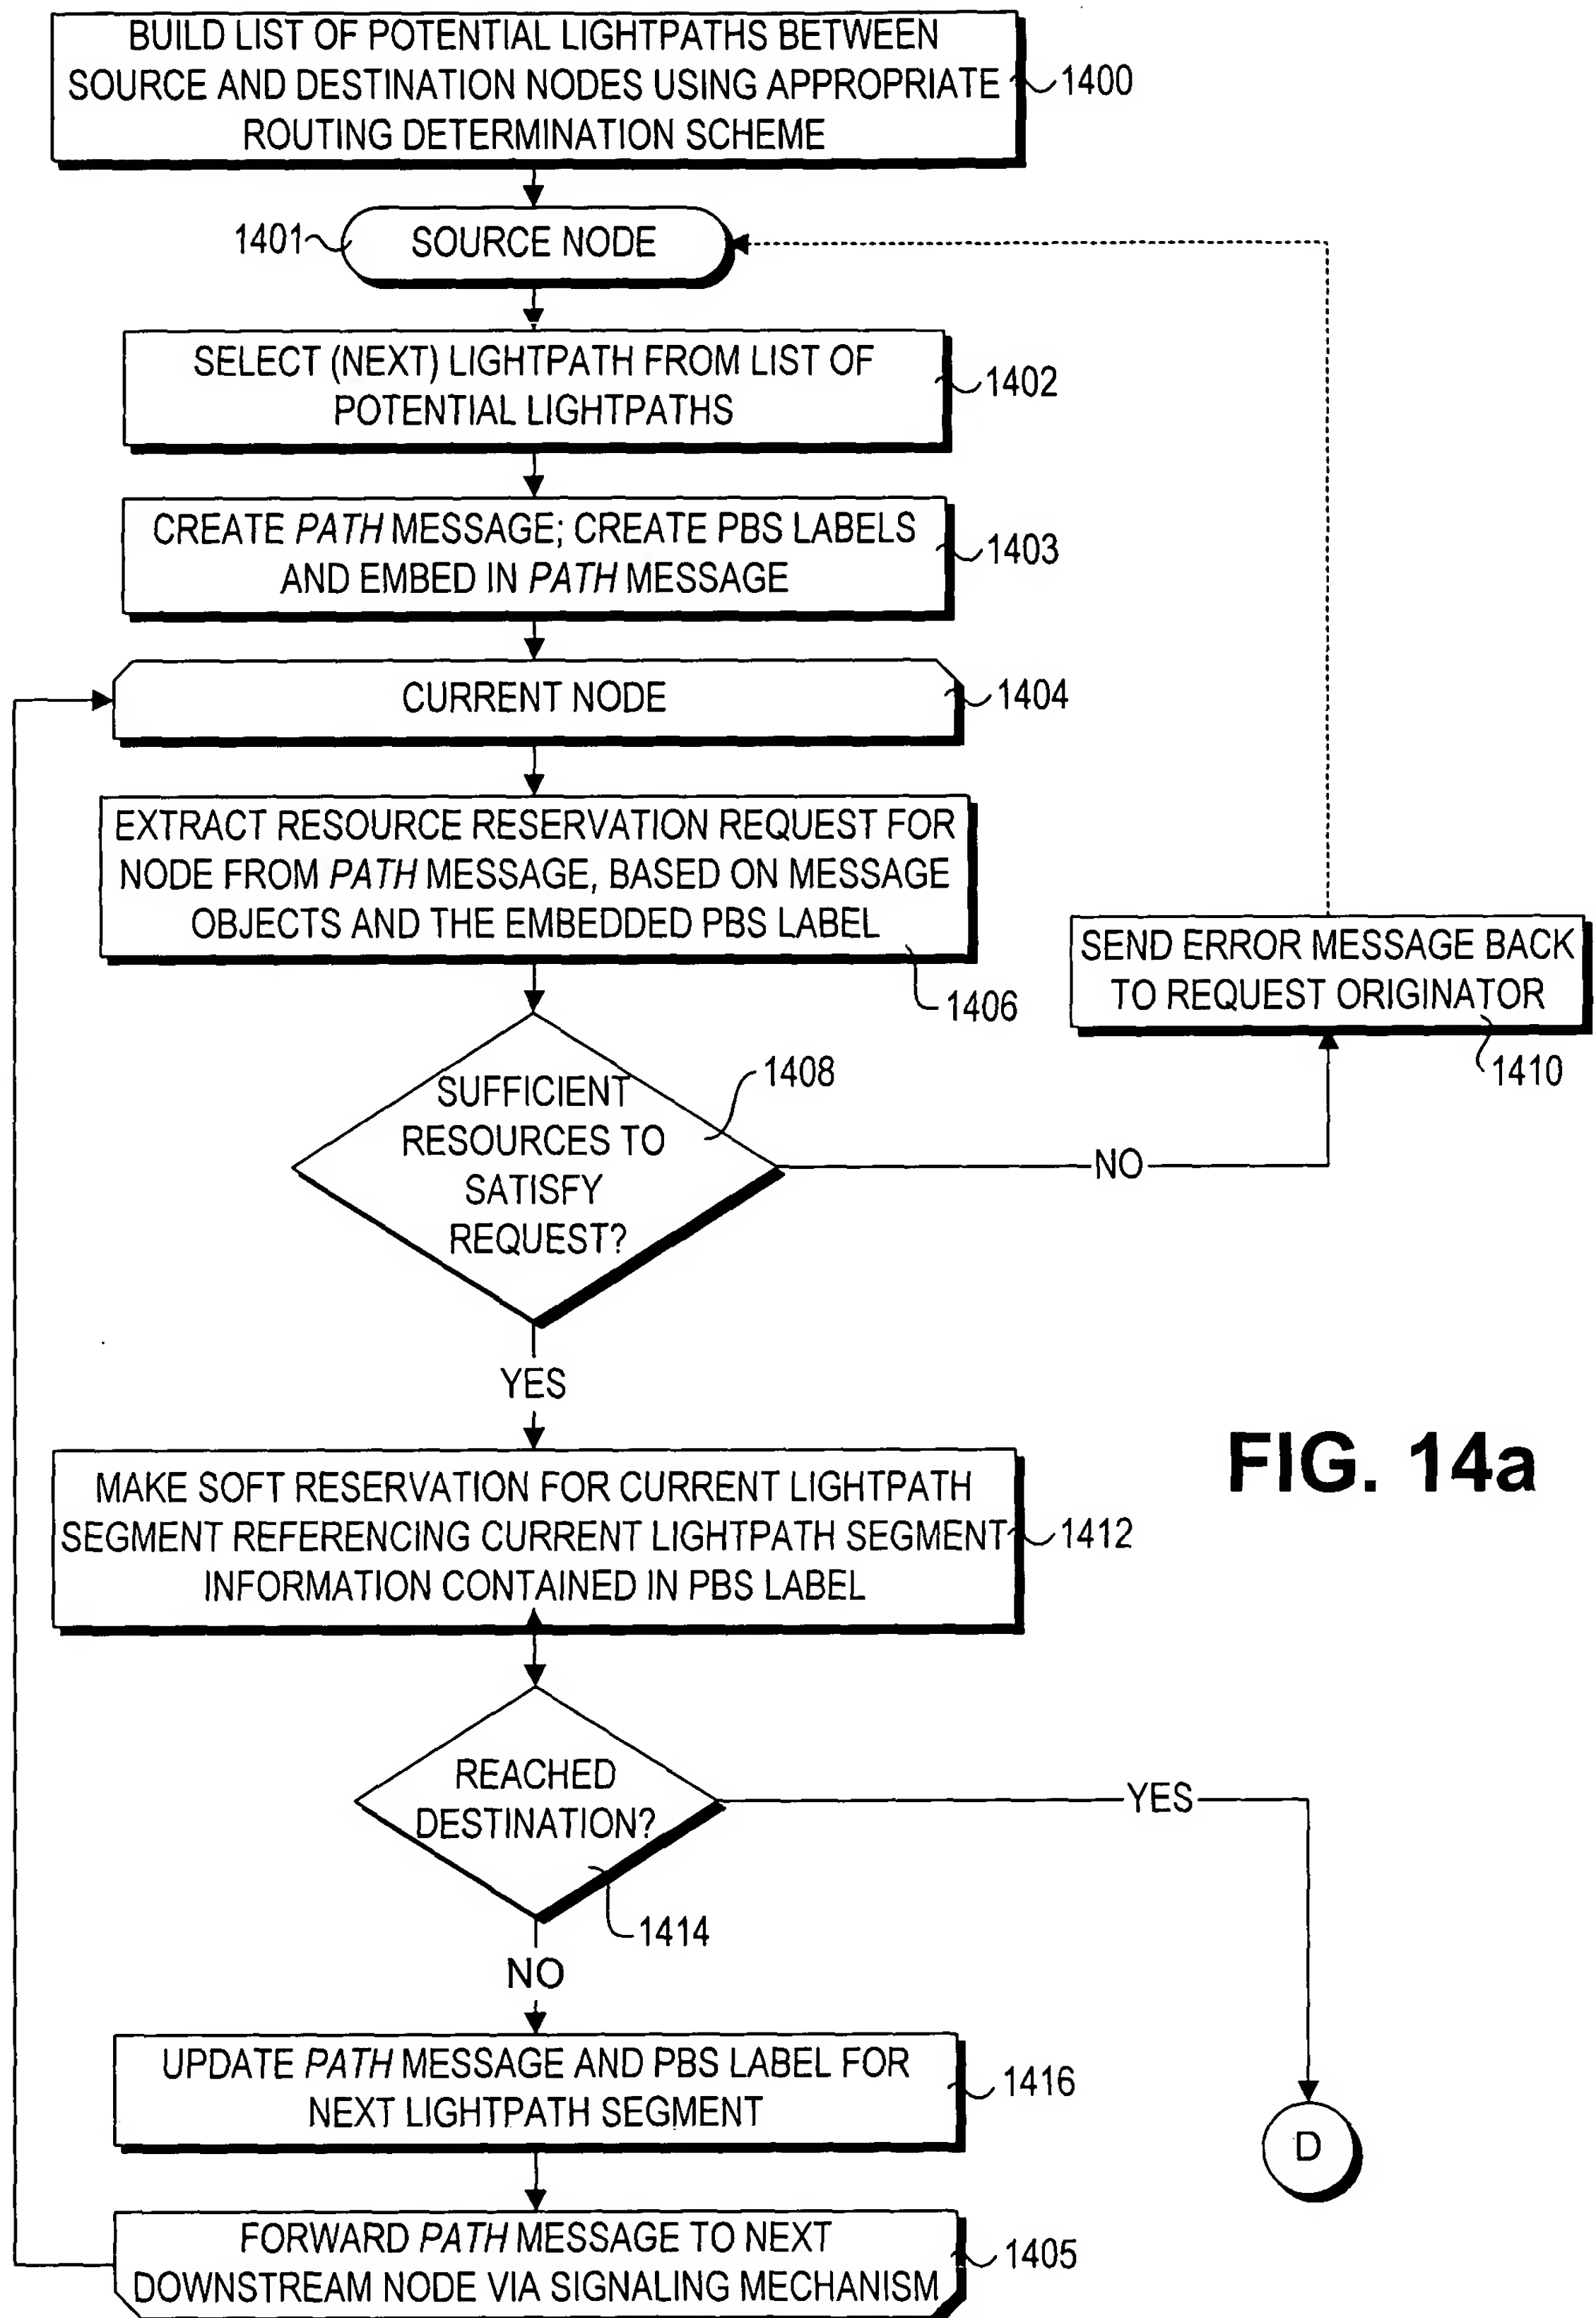 BUILD LIST OF POTENTIAL LIGHTPATHS BETWEEN
SOURCE AND DESTINATION NODES USING APPROPRIATE
ROUTING DETERMINATION SCHEME
1400
1401
SOURCE NODE
SELECT (NEXT) LIGHTPATH FROM LIST OF
POTENTIAL LIGHTPATHS
1402
CREATE PATH MESSAGE; CREATE PBS LABELS
AND EMBED IN PATH MESSAGE
1403
CURRENT NODE
1404
EXTRACT RESOURCE RESERVATION REQUEST FOR
NODE FROM PATH MESSAGE, BASED ON MESSAGE
OBJECTS AND THE EMBEDDED PBS LABEL
1406
SEND ERROR MESSAGE BACK
TO REQUEST ORIGINATOR
1410
SUFFICIENT
RESOURCES TO
SATISFY
REQUEST?
1408
NO
YES
FIG. 14a
MAKE SOFT RESERVATION FOR CURRENT LIGHTPATH
SEGMENT REFERENCING CURRENT LIGHTPATH SEGMENT
INFORMATION CONTAINED IN PBS LABEL
1412
REACHED
DESTINATION?
1414
YES
NO
UPDATE PATH MESSAGE AND PBS LABEL FOR
NEXT LIGHTPATH SEGMENT
1416
D
FORWARD PATH MESSAGE TO NEXT
DOWNSTREAM NODE VIA SIGNALING MECHANISM
1405